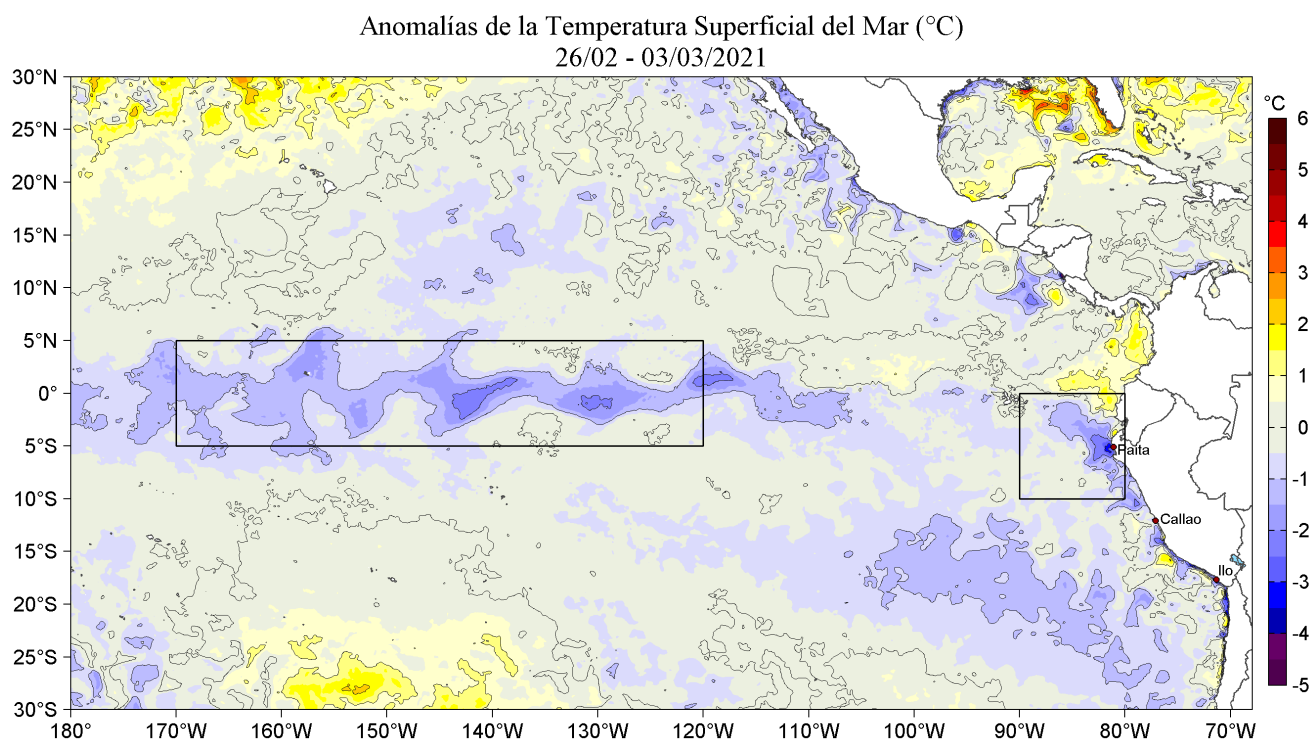 Anomalías de la Temperatura Superficial del Mar (°C)
26/02 - 03/03/2021
30°N
25°N
20°N
15°N
10°N
5°N
0°
5°S
10°S
15°S
20°S
25°S
30°S
180°
170°W
160°W
150°W
140°W
130°W
120°W
110°W
100°W
90°W
80°W
70°W
Paita
Callao
Ilo
°C
6
5
4
3
2
1
0
-1
-2
-3
-4
-5